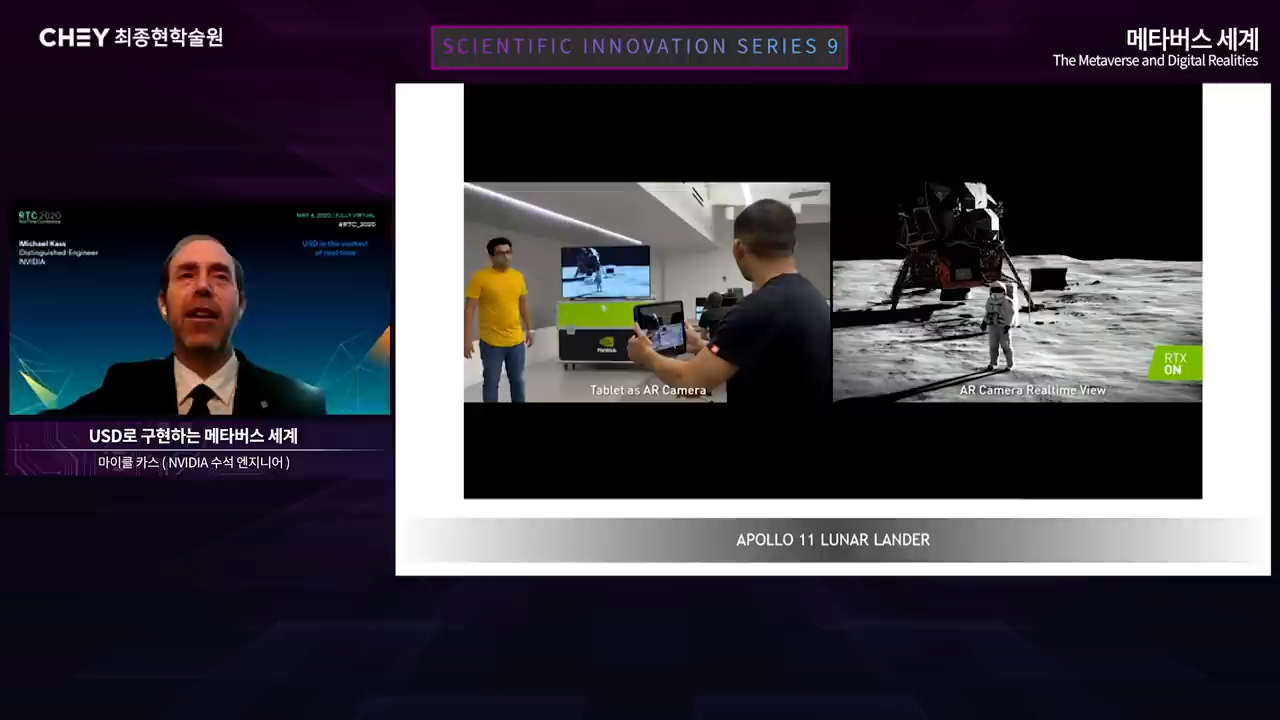 CHEY 최종현학술원
SCIENTIFIC INNOVATION SERIES 9
메타버스 세계
The Metaverse and Digital Realities
RTC 2020
MAY 4, 2020 | FULLY VIRTUAL
#RTC_2020
Michael Kass
Distinguished Engineer
NVIDIA
USD in the context
of real-time
USD로 구현하는 메타버스 세계
마이클 카스 ( NVIDIA 수석 엔지니어 )
NVIDIA
Tablet as AR Camera
AR Camera Realtime View
RTX
ON
APOLLO 11 LUNAR LANDER